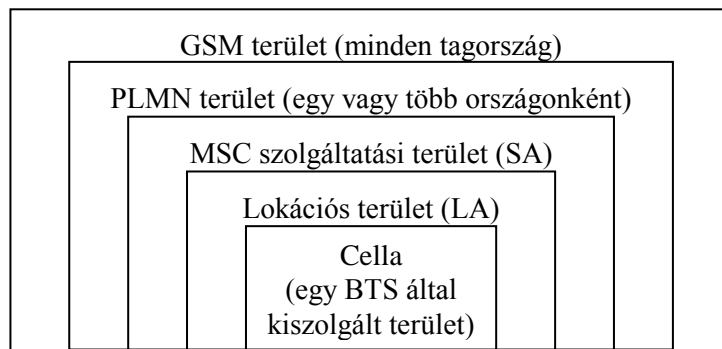 GSM terület (minden tagország)
PLMN terület (egy vagy több országonként)
MSC szolgáltatási terület (SA)
Lokációs terület (LA)
Cella
(egy BTS által
kiszolgált terület)